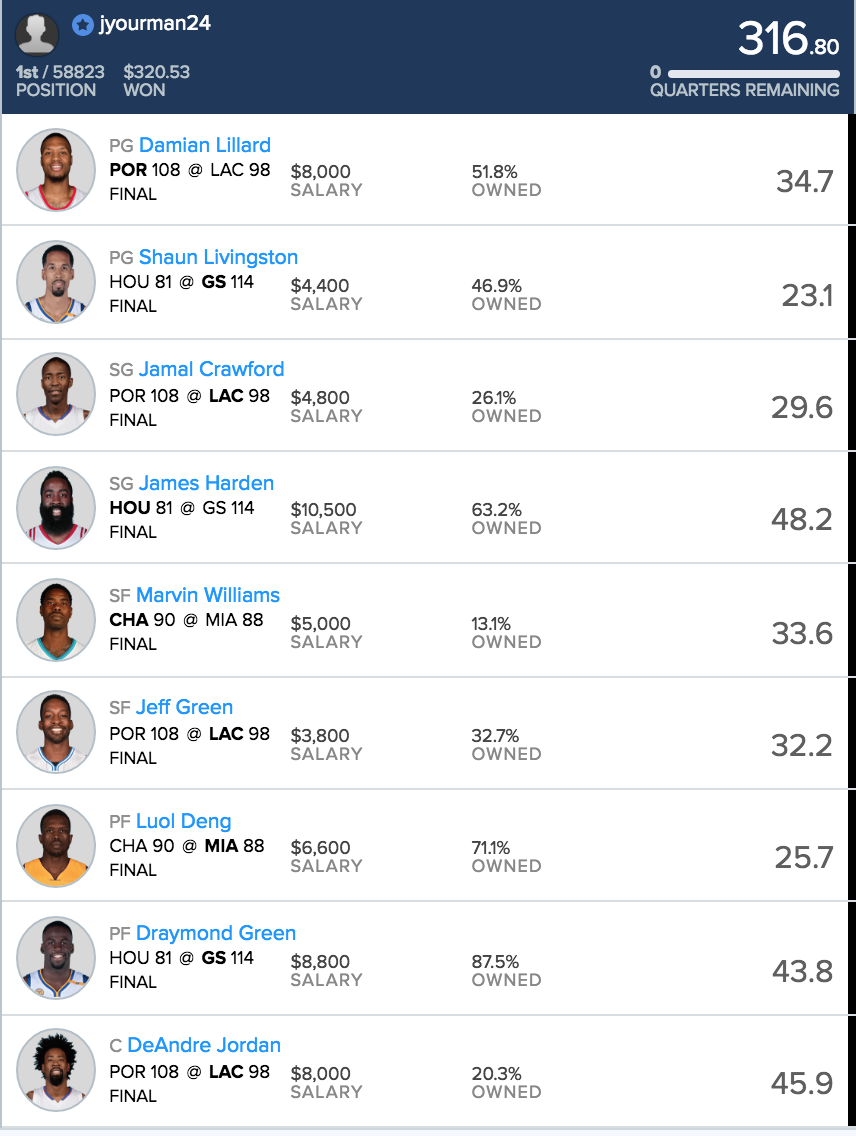 jyourman24
316.80
1st / 58823 $320.53
POSITION WON
0
QUARTERS REMAINING
PG Damian Lillard
POR 108 @ LAC 98
FINAL
$8,000
SALARY
51.8%
OWNED
34.7
PG Shaun Livingston
HOU 81 @ GS 114
FINAL
$4,400
SALARY
46.9%
OWNED
23.1
SG Jamal Crawford
POR 108 @ LAC 98
FINAL
$4,800
SALARY
26.1%
OWNED
29.6
SG James Harden
HOU 81 @ GS 114
FINAL
$10,500
SALARY
63.2%
OWNED
48.2
SF Marvin Williams
CHA 90 @ MIA 88
FINAL
$5,000
SALARY
13.1%
OWNED
33.6
SF Jeff Green
POR 108 @ LAC 98
FINAL
$3,800
SALARY
32.7%
OWNED
32.2
PF Luol Deng
CHA 90 @ MIA 88
FINAL
$6,600
SALARY
71.1%
OWNED
25.7
PF Draymond Green
HOU 81 @ GS 114
FINAL
$8,800
SALARY
87.5%
OWNED
43.8
C DeAndre Jordan
POR 108 @ LAC 98
FINAL
$8,000
SALARY
20.3%
OWNED
45.9